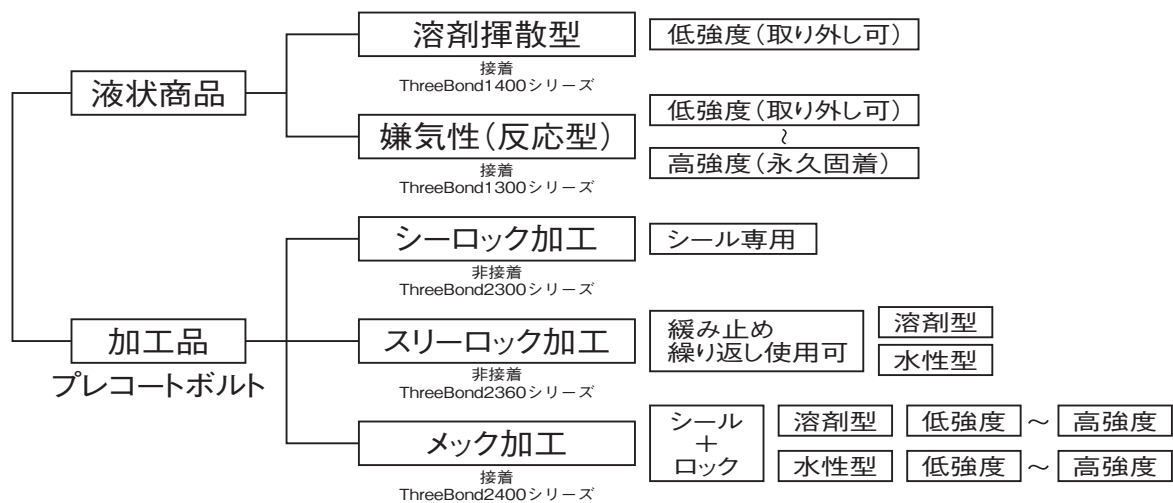 溶剤揮散型
低強度(取り外し可)
接着
ThreeBond1400シリーズ
液状商品
嫌気性(反応型)
低強度(取り外し可)
～
高強度(永久固着)
接着
ThreeBond1300シリーズ
シーロック加工
シール専用
非接着
ThreeBond2300シリーズ
加工品
プレコートボルト
スリーロック加工
緩み止め
繰り返し使用可
溶剤型
水性型
非接着
ThreeBond2360シリーズ
メック加工
シール
＋
ロック
溶剤型 低強度 ～ 高強度
水性型 低強度 ～ 高強度
接着
ThreeBond2400シリーズ